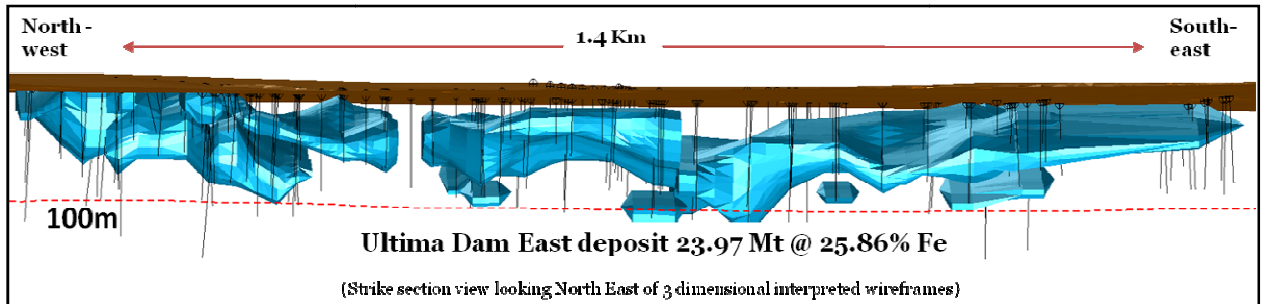 North-
west
1.4 Km
South-
east
100m
Ultima Dam East deposit 23.97 Mt @ 25.86% Fe
(Strike section view looking North East of 3 dimensional interpreted wireframes)